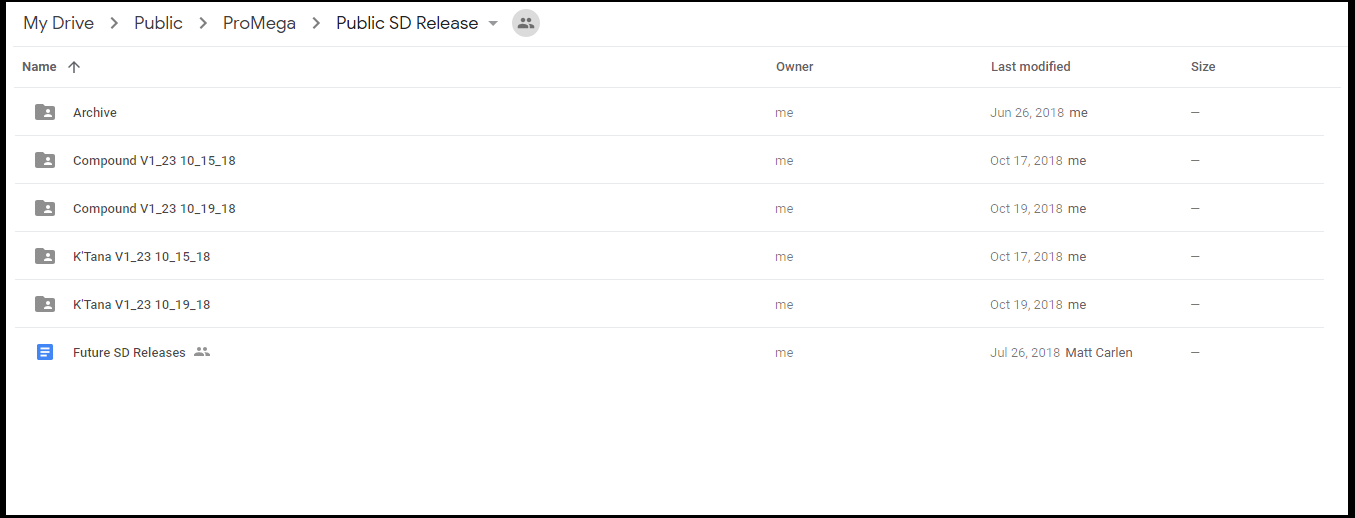 My Drive > Public > ProMega > Public SD Release
Name Owner Last modified Size
Archive me Jun 26, 2018 me —
Compound V1_23 10_15_18 me Oct 17, 2018 me —
Compound V1_23 10_19_18 me Oct 19, 2018 me —
K'Tana V1_23 10_15_18 me Oct 17, 2018 me —
K'Tana V1_23 10_19_18 me Oct 19, 2018 me —
Future SD Releases me Jul 26, 2018 Matt Carlen —